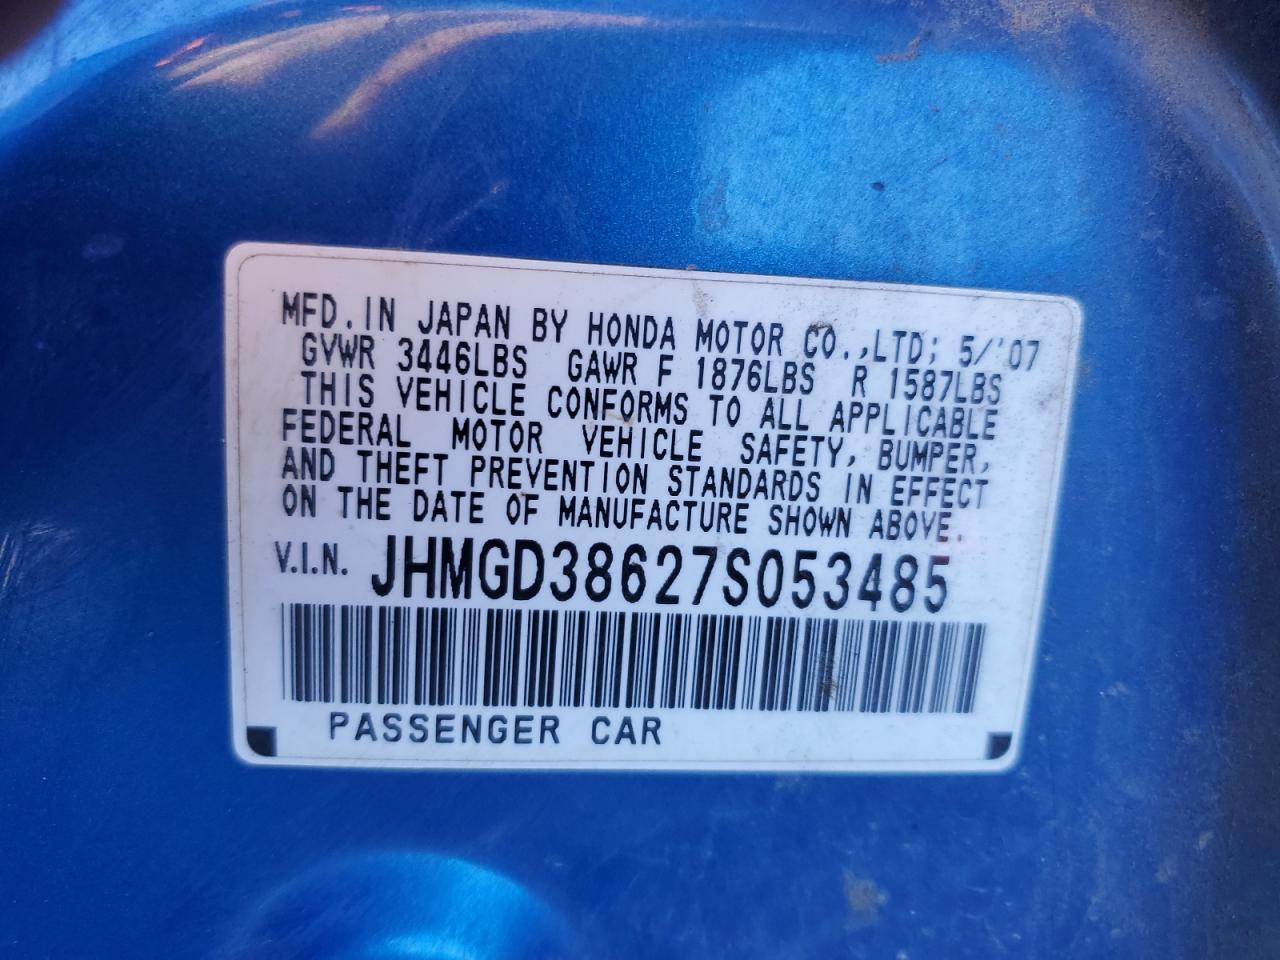 MFD. IN JAPAN BY HONDA MOTOR CO.,LTD; 5/'07
GVWR 3446LBS GAWR F 1876LBS R 1587LBS
THIS VEHICLE CONFORMS TO ALL APPLICABLE
FEDERAL MOTOR VEHICLE SAFETY, BUMPER,
AND THEFT PREVENTION STANDARDS IN EFFECT
ON THE DATE OF MANUFACTURE SHOWN ABOVE.
V.I.N. JHMGD38627S053485
PASSENGER CAR